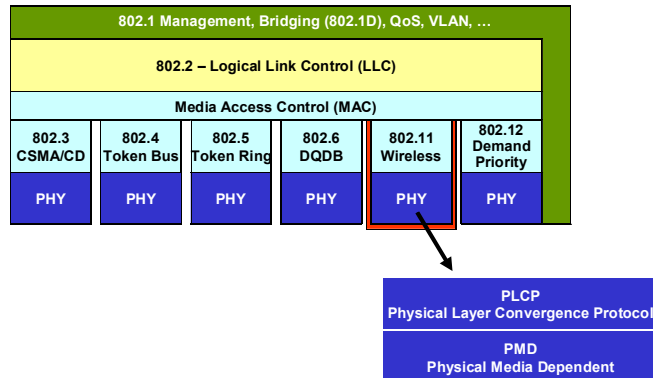 802.1 Management, Bridging (802.1D), QoS, VLAN, …
802.2 – Logical Link Control (LLC)
Media Access Control (MAC)
802.3
CSMA/CD
802.4
Token Bus
802.5
Token Ring
802.6
DQDB
802.11
Wireless
802.12
Demand
Priority
PHY
PHY
PHY
PHY
PHY
PHY
PLCP
Physical Layer Convergence Protocol
PMD
Physical Media Dependent